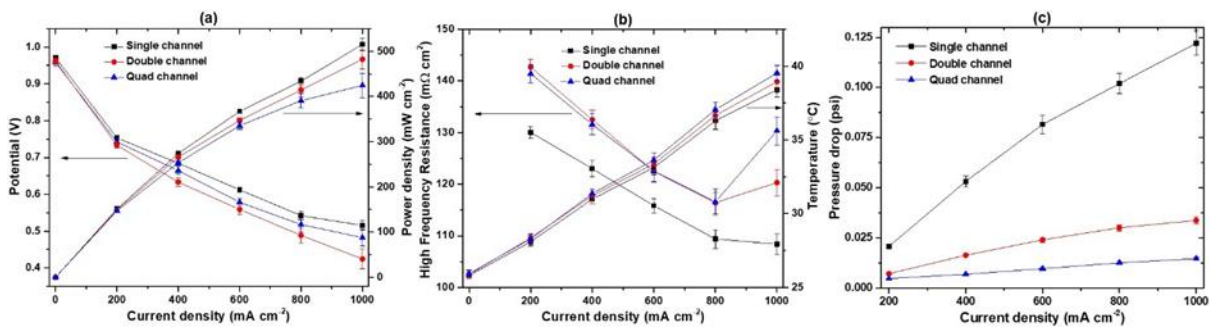 (a)
Single channel
Double channel
Quad channel
1.0
0.9
0.8
0.7
0.6
0.5
0.4
Potential (V)
500
400
300
200
100
0
Power density (mW cm²)
0 200 400 600 800 1000
Current density (mA cm⁻²)
(b)
Single channel
Double channel
Quad channel
150
140
130
120
110
100
High Frequency Resistance (mΩ cm²)
40
35
30
25
Temperature (°C)
0 200 400 600 800 1000
Current density (mA cm⁻²)
(c)
Single channel
Double channel
Quad channel
0.125
0.100
0.075
0.050
0.025
0.000
Pressure drop (psi)
200 400 600 800 1000
Current density (mA cm⁻²)